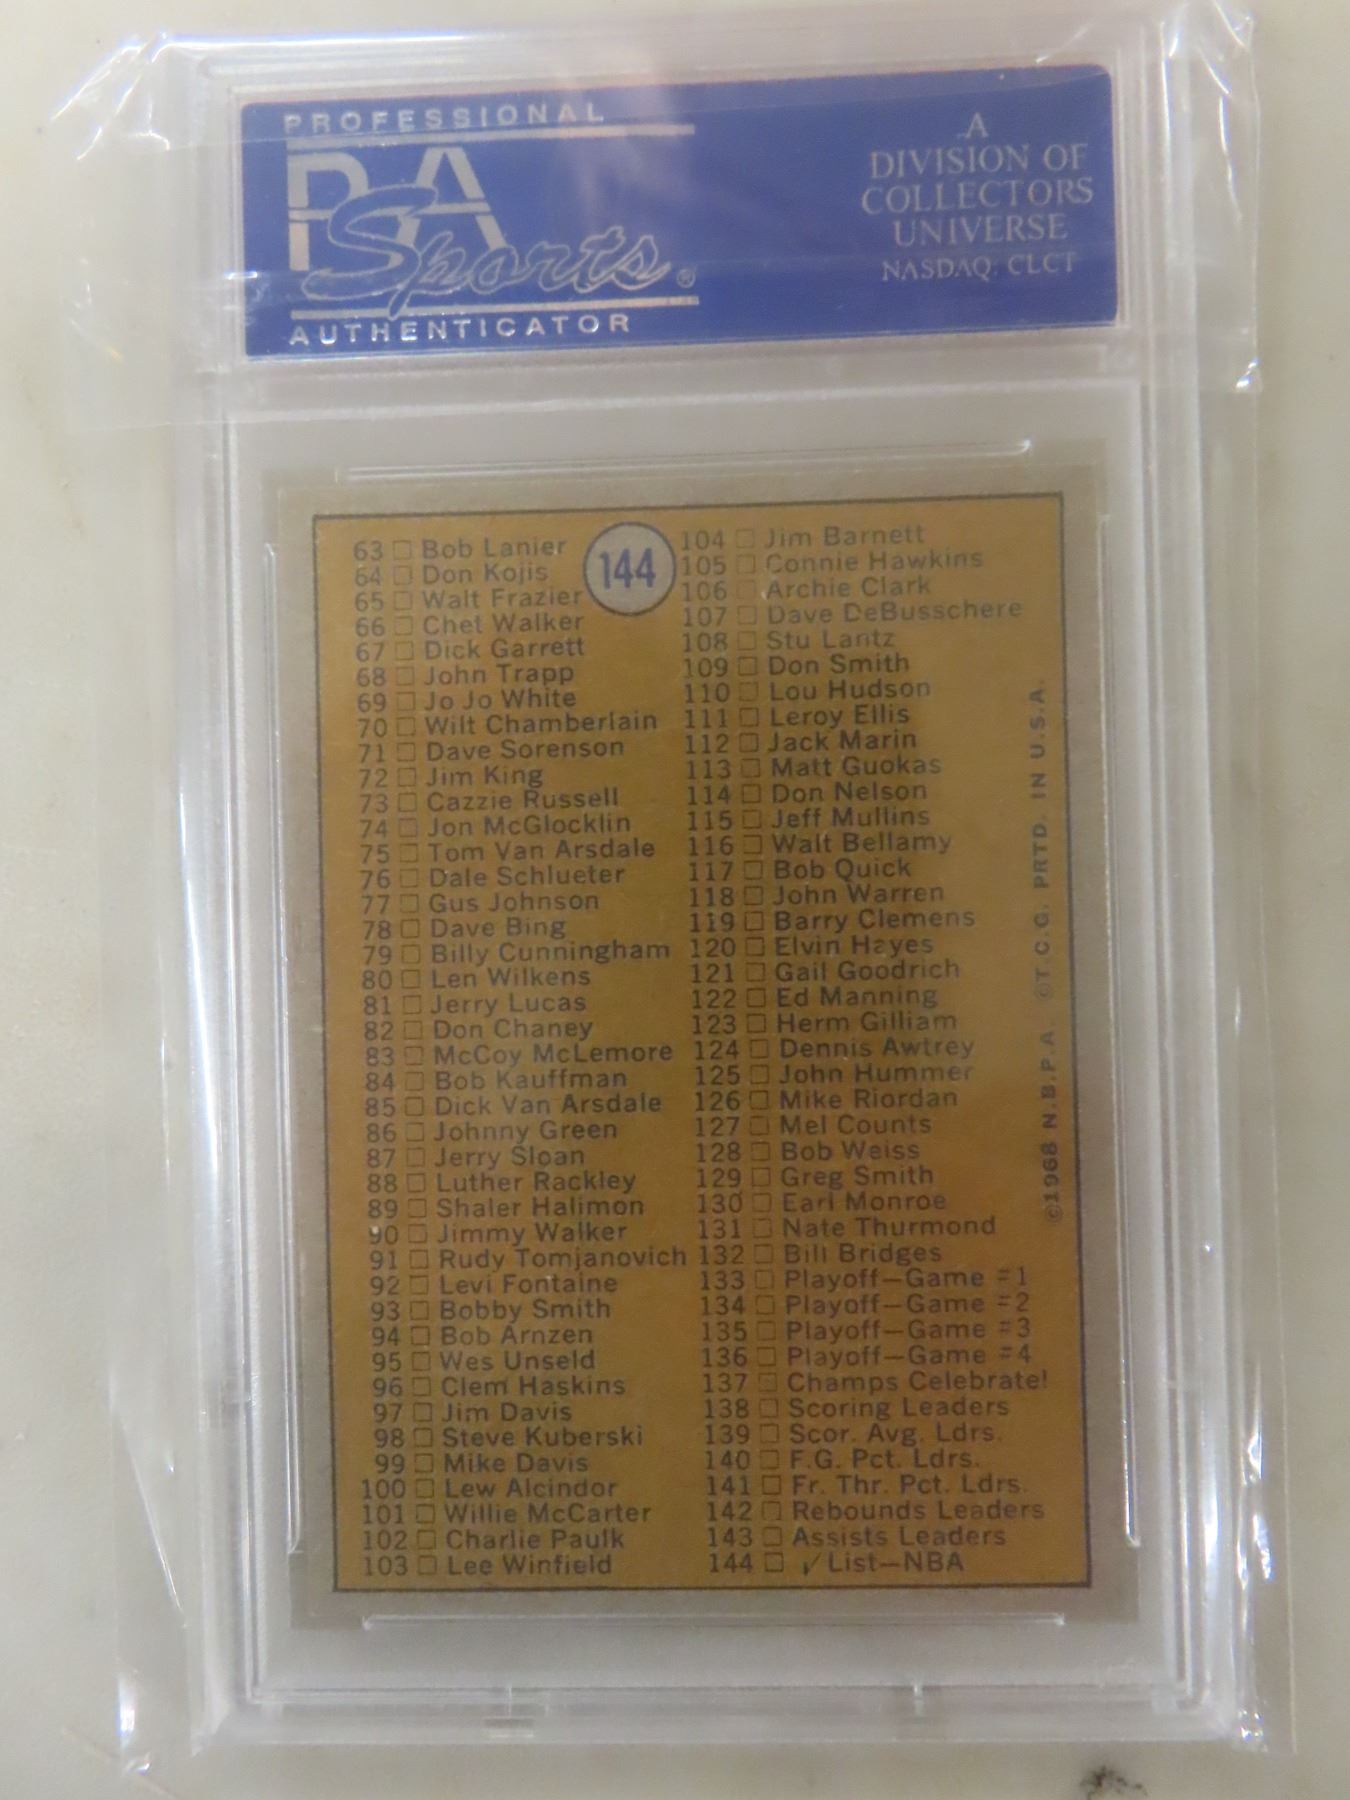 PROFESSIONAL
PSA
Sports®
AUTHENTICATOR
A
DIVISION OF
COLLECTORS
UNIVERSE
NASDAQ: CLCT
144
63 □ Bob Lanier
64 □ Don Kojis
65 □ Walt Frazier
66 □ Chet Walker
67 □ Dick Garrett
68 □ John Trapp
69 □ Jo Jo White
70 □ Wilt Chamberlain
71 □ Dave Sorenson
72 □ Jim King
73 □ Cazzie Russell
74 □ Jon McGlocklin
75 □ Tom Van Arsdale
76 □ Dale Schlueter
77 □ Gus Johnson
78 □ Dave Bing
79 □ Billy Cunningham
80 □ Len Wilkens
81 □ Jerry Lucas
82 □ Don Chaney
83 □ McCoy McLemore
84 □ Bob Kauffman
85 □ Dick Van Arsdale
86 □ Johnny Green
87 □ Jerry Sloan
88 □ Luther Rackley
89 □ Shaler Halimon
90 □ Jimmy Walker
91 □ Rudy Tomjanovich
92 □ Levi Fontaine
93 □ Bobby Smith
94 □ Bob Arnzen
95 □ Wes Unseld
96 □ Clem Haskins
97 □ Jim Davis
98 □ Steve Kuberski
99 □ Mike Davis
100 □ Lew Alcindor
101 □ Willie McCarter
102 □ Charlie Paulk
103 □ Lee Winfield
104 □ Jim Barnett
105 □ Connie Hawkins
106 □ Archie Clark
107 □ Dave DeBusschere
108 □ Stu Lantz
109 □ Don Smith
110 □ Lou Hudson
111 □ Leroy Ellis
112 □ Jack Marin
113 □ Matt Guokas
114 □ Don Nelson
115 □ Jeff Mullins
116 □ Walt Bellamy
117 □ Bob Quick
118 □ John Warren
119 □ Barry Clemens
120 □ Elvin Hayes
121 □ Gail Goodrich
122 □ Ed Manning
123 □ Herm Gilliam
124 □ Dennis Awtrey
125 □ John Hummer
126 □ Mike Riordan
127 □ Mel Counts
128 □ Bob Weiss
129 □ Greg Smith
130 □ Earl Monroe
131 □ Nate Thurmond
132 □ Bill Bridges
133 □ Playoff—Game #1
134 □ Playoff—Game #2
135 □ Playoff—Game #3
136 □ Playoff—Game #4
137 □ Champs Celebrate!
138 □ Scoring Leaders
139 □ Scor. Avg. Ldrs.
140 □ F.G. Pct. Ldrs.
141 □ Fr. Thr. Pct. Ldrs.
142 □ Rebounds Leaders
143 □ Assists Leaders
144 □ ✓List—NBA
©1968 N.B.P.A. ©T.C.G. PRTD. IN U.S.A.